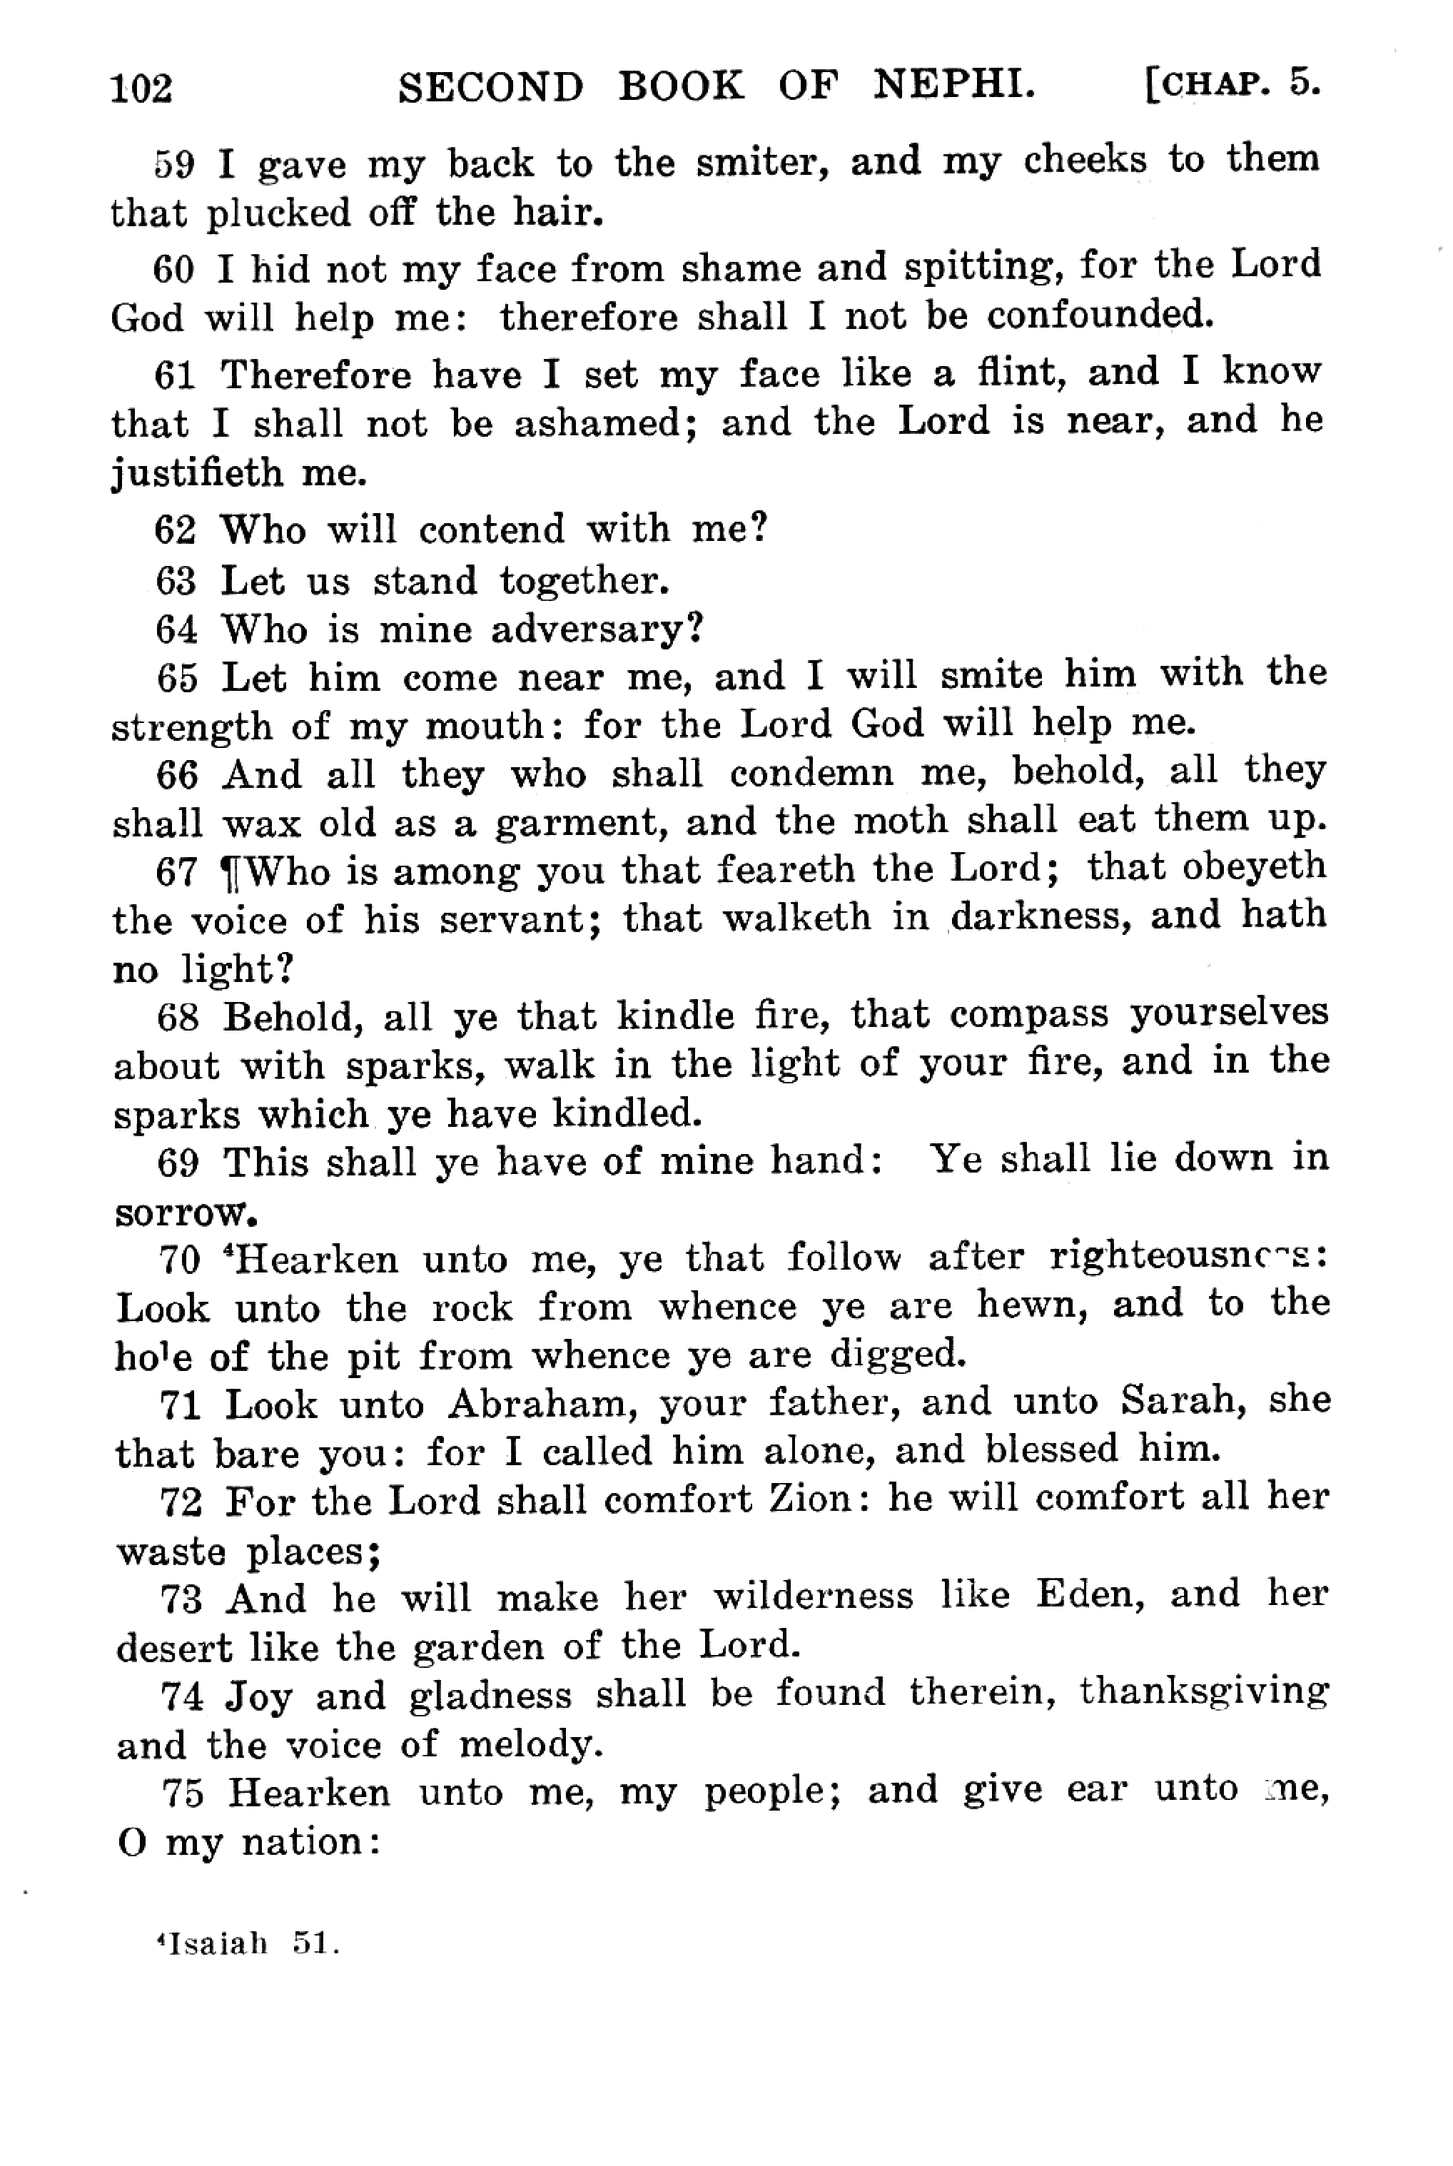 102 SECOND BOOK OF NEPHI. [CHAP. 5.
59 I gave my back to the smiter, and my cheeks to them
that plucked off the hair.
60 I hid not my face from shame and spitting, for the Lord
God will help me: therefore shall I not be confounded.
61 Therefore have I set my face like a flint, and I know
that I shall not be ashamed; and the Lord is near, and he
justifieth me.
62 Who will contend with me?
63 Let us stand together.
64 Who is mine adversary?
65 Let him come near me, and I will smite him with the
strength of my mouth: for the Lord God will help me.
66 And all they who shall condemn me, behold, all they
shall wax old as a garment, and the moth shall eat them up.
67 ¶Who is among you that feareth the Lord; that obeyeth
the voice of his servant; that walketh in darkness, and hath
no light?
68 Behold, all ye that kindle fire, that compass yourselves
about with sparks, walk in the light of your fire, and in the
sparks which ye have kindled.
69 This shall ye have of mine hand: Ye shall lie down in
sorrow.
70 ⁴Hearken unto me, ye that follow after righteousness:
Look unto the rock from whence ye are hewn, and to the
hole of the pit from whence ye are digged.
71 Look unto Abraham, your father, and unto Sarah, she
that bare you: for I called him alone, and blessed him.
72 For the Lord shall comfort Zion: he will comfort all her
waste places;
73 And he will make her wilderness like Eden, and her
desert like the garden of the Lord.
74 Joy and gladness shall be found therein, thanksgiving
and the voice of melody.
75 Hearken unto me, my people; and give ear unto me,
O my nation:
⁴Isaiah 51.